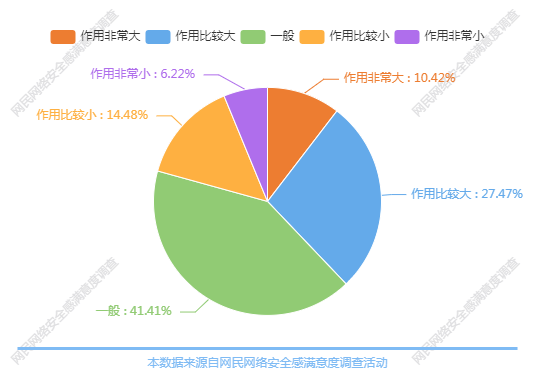 作用非常大 作用比较大 一般 作用比较小 作用非常小
作用非常小 : 6.22%
作用非常大 : 10.42%
作用比较小 : 14.48%
作用比较大 : 27.47%
一般 : 41.41%
网民网络安全感满意度调查
网民网络安全感满意度调查
网民网络安全感满意度调查
网民网络安全感满意度调查
本数据来源自网民网络安全感满意度调查活动